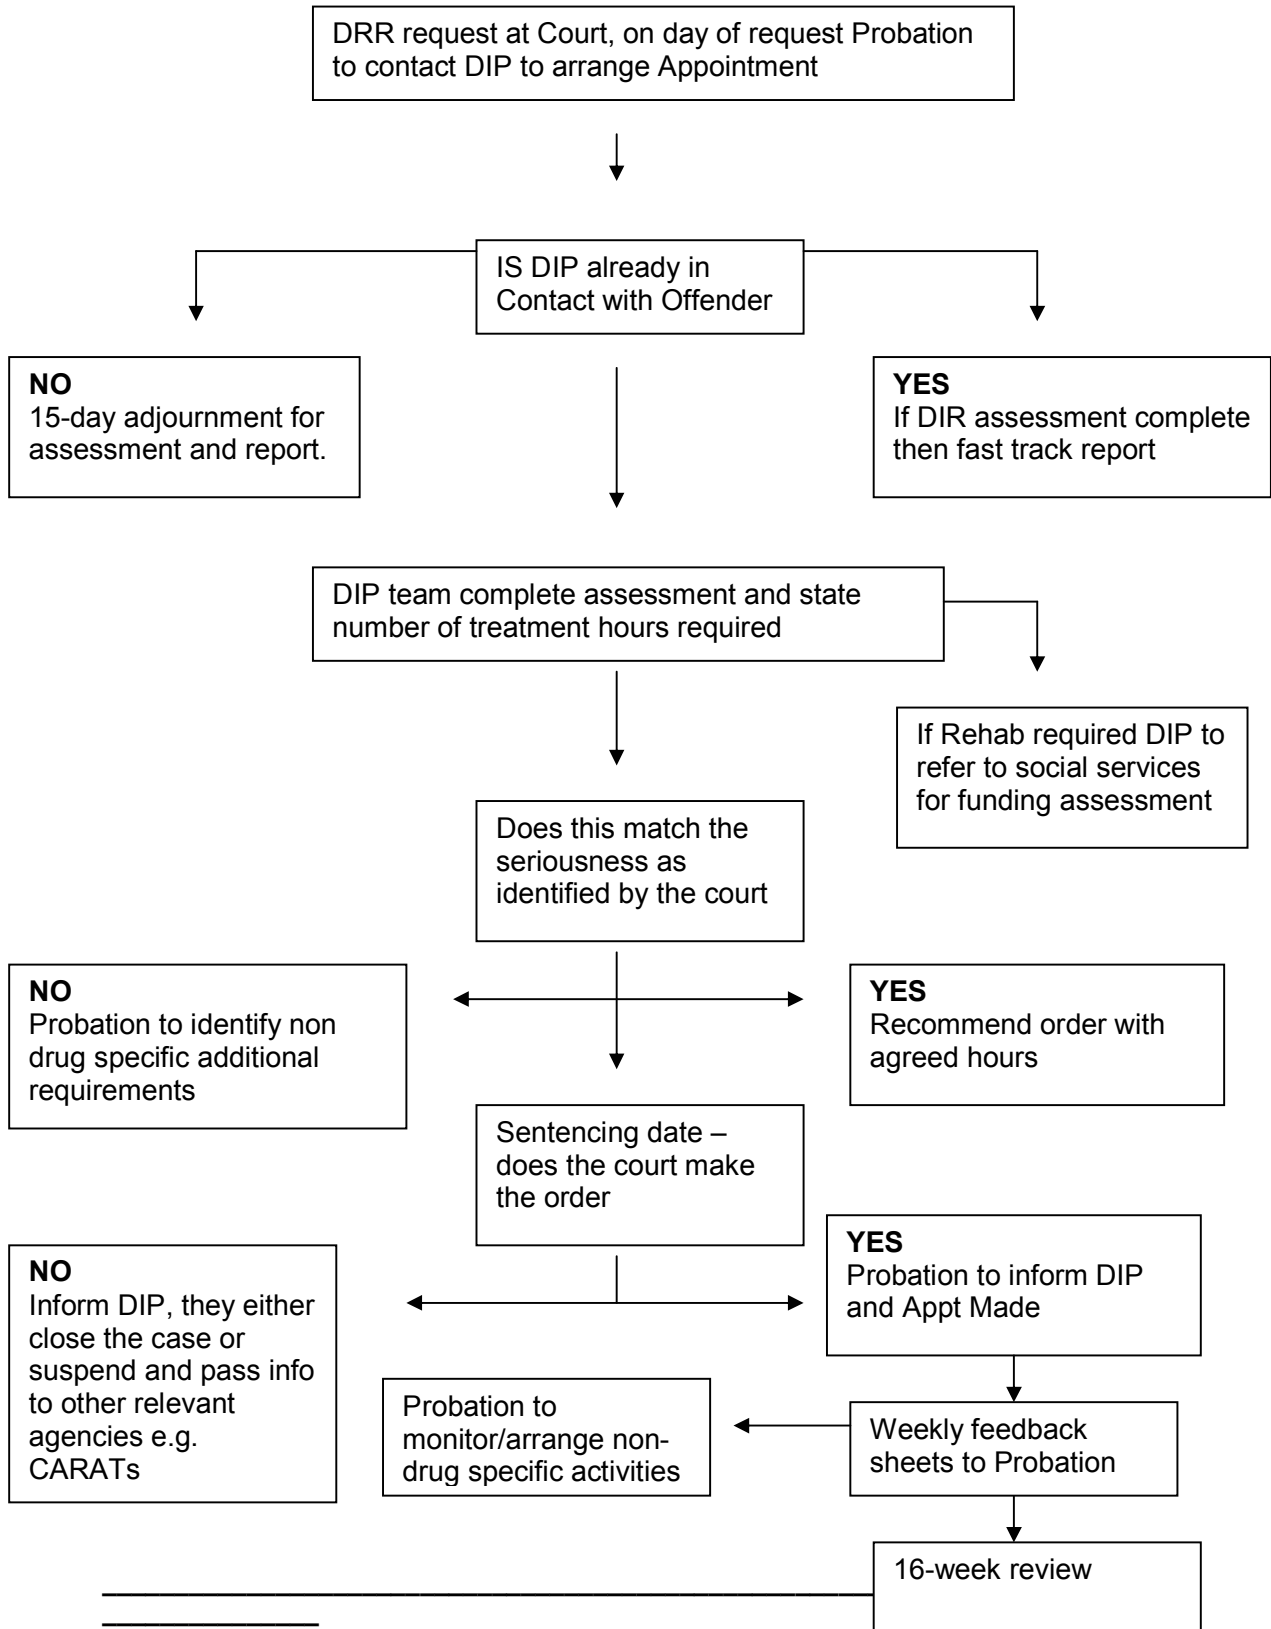 DRR request at Court, on day of request Probation
to contact DIP to arrange Appointment
IS DIP already in
Contact with Offender
NO
15-day adjournment for
assessment and report.
YES
If DIR assessment complete
then fast track report
DIP team complete assessment and state
number of treatment hours required
If Rehab required DIP to
refer to social services
for funding assessment
Does this match the
seriousness as
identified by the court
NO
Probation to identify non
drug specific additional
requirements
YES
Recommend order with
agreed hours
Sentencing date –
does the court make
the order
NO
Inform DIP, they either
close the case or
suspend and pass info
to other relevant
agencies e.g.
CARATs
YES
Probation to inform DIP
and Appt Made
Probation to
monitor/arrange non-
drug specific activities
Weekly feedback
sheets to Probation
16-week review